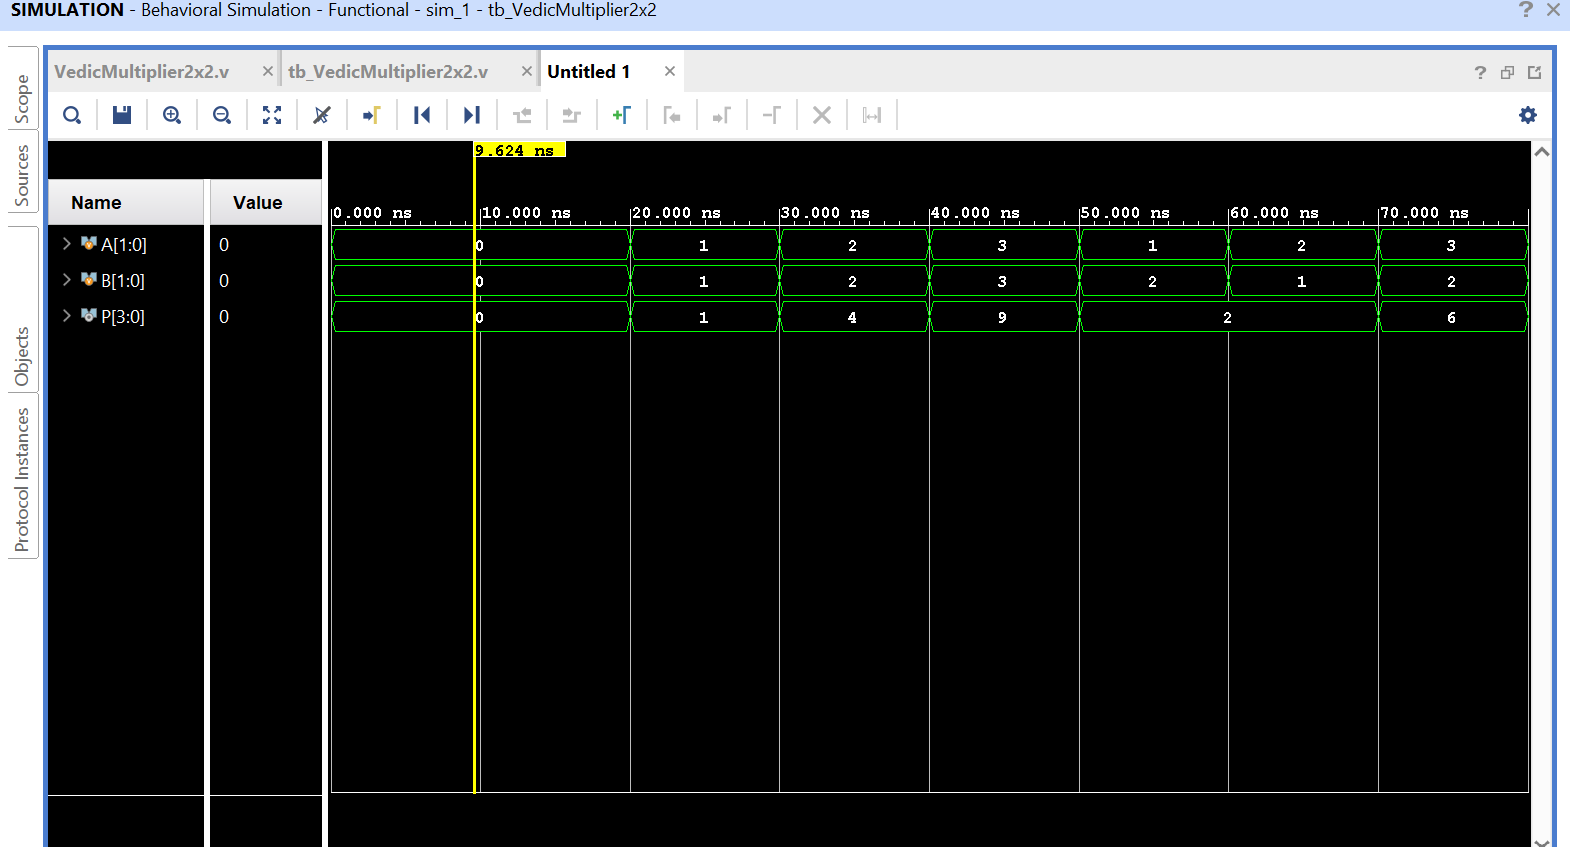 SIMULATION - Behavioral Simulation - Functional - sim_1 - tb_VedicMultiplier2x2
Scope
Sources
Objects
Protocol Instances
VedicMultiplier2x2.v
tb_VedicMultiplier2x2.v
Untitled 1
9.624 ns
Name Value
0.000 ns 10.000 ns 20.000 ns 30.000 ns 40.000 ns 50.000 ns 60.000 ns 70.000 ns
A[1:0] 0 0 1 2 3 1 2 3
B[1:0] 0 0 1 2 3 2 1 2
P[3:0] 0 0 1 4 9 2 6